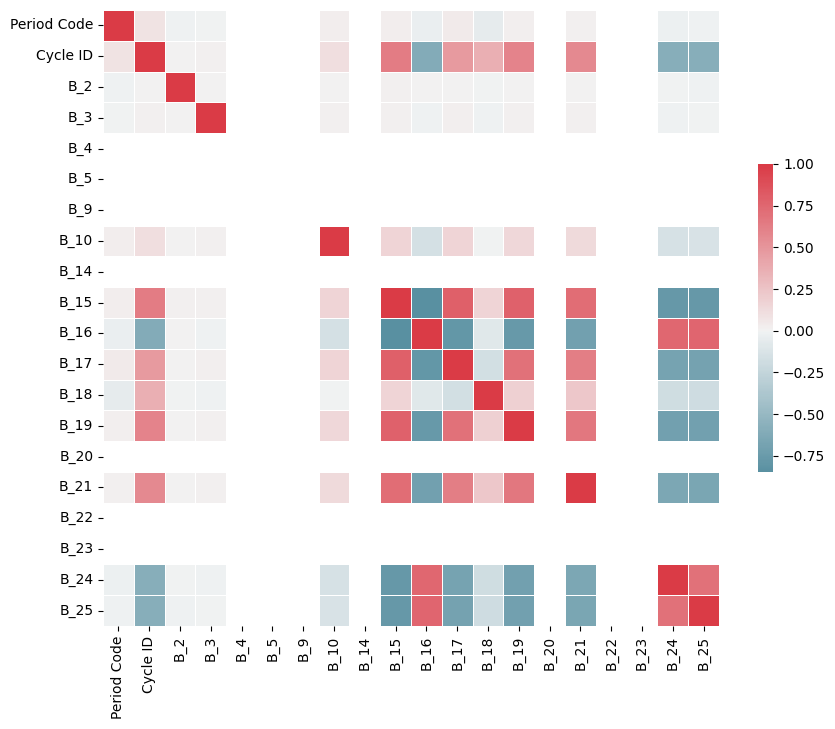 Period Code
Cycle ID
B_2
B_3
B_4
B_5
B_9
B_10
B_14
B_15
B_16
B_17
B_18
B_19
B_20
B_21
B_22
B_23
B_24
B_25
Period Code
Cycle ID
B_2
B_3
B_4
B_5
B_9
B_10
B_14
B_15
B_16
B_17
B_18
B_19
B_20
B_21
B_22
B_23
B_24
B_25
1.00
0.75
0.50
0.25
0.00
−0.25
−0.50
−0.75